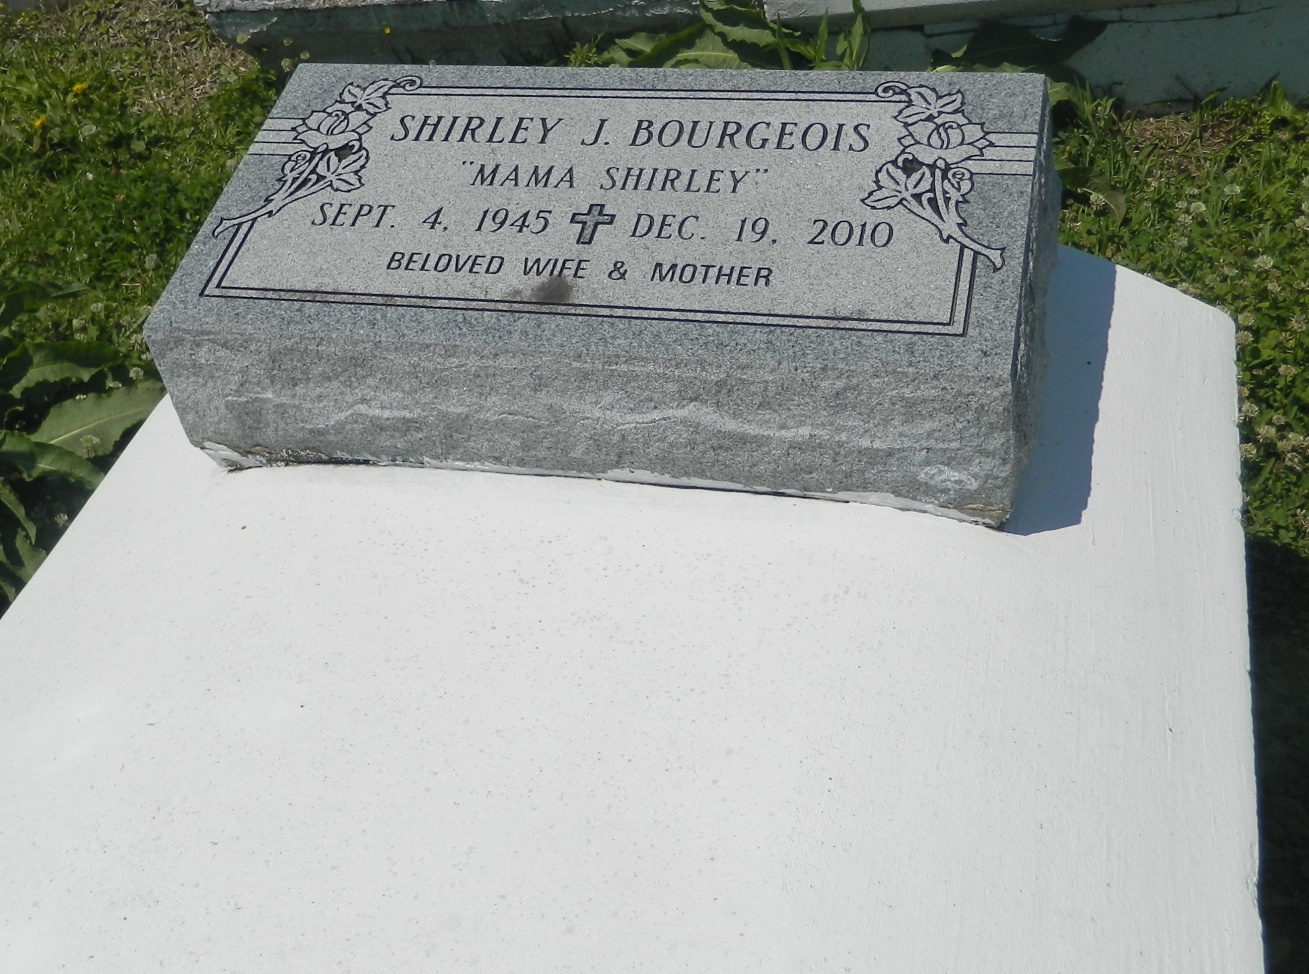 SHIRLEY J. BOURGEOIS
"MAMA SHIRLEY"
SEPT. 4, 1945 DEC. 19, 2010
BELOVED WIFE & MOTHER